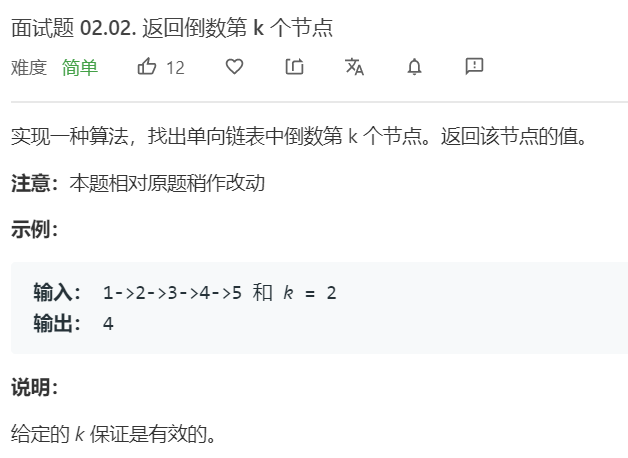 面试题 02.02. 返回倒数第 k 个节点
难度 简单 12
实现一种算法，找出单向链表中倒数第 k 个节点。返回该节点的值。
注意：本题相对原题稍作改动
示例：
输入： 1->2->3->4->5 和 k = 2
输出： 4
说明：
给定的 k 保证是有效的。